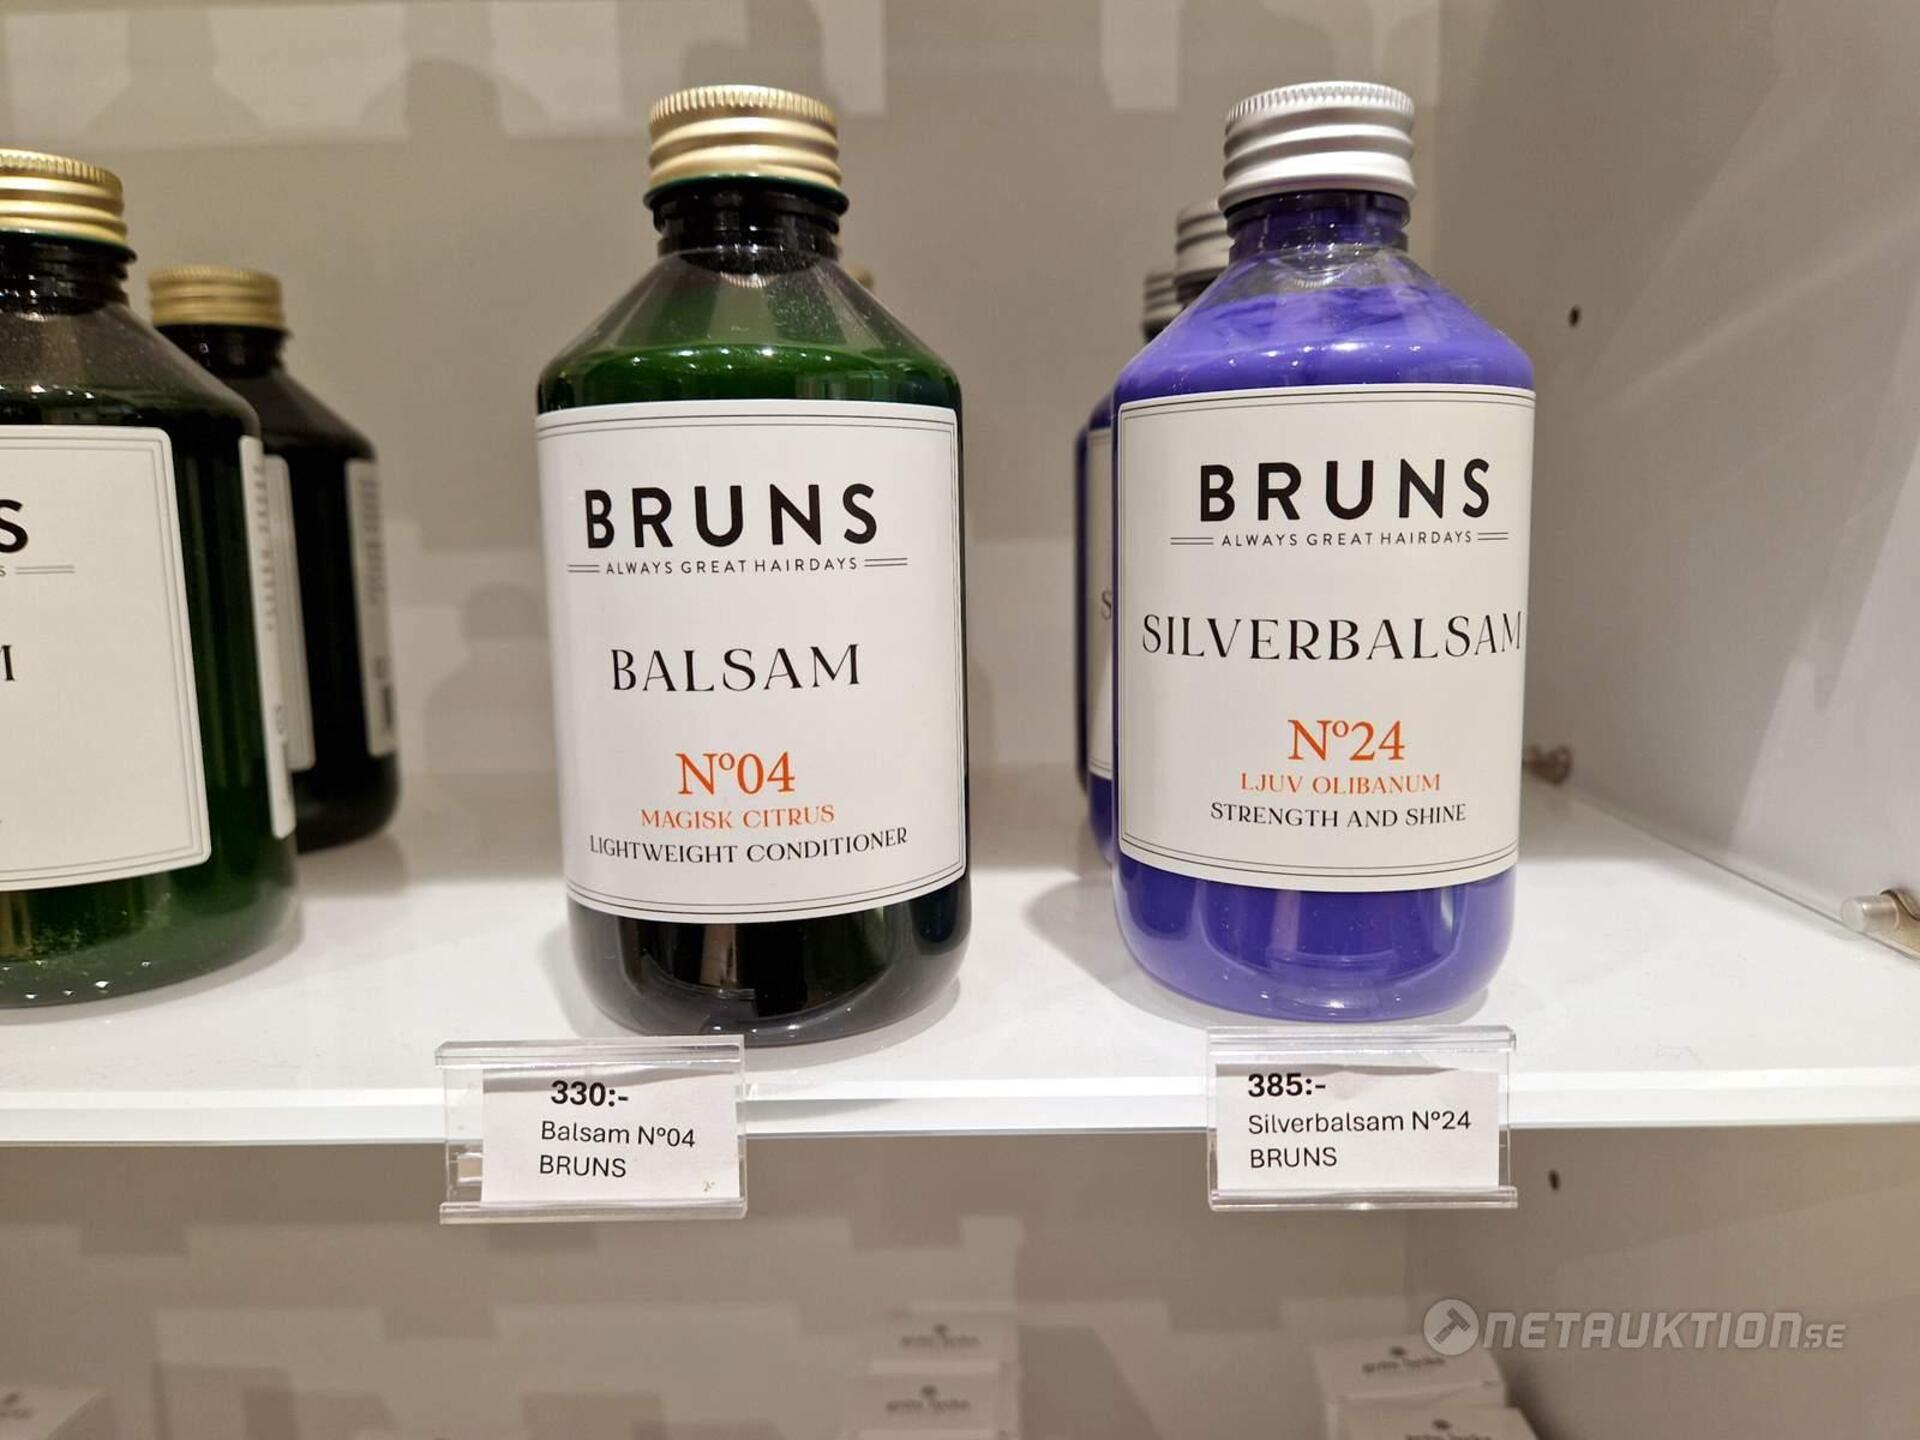 BRUNS
ALWAYS GREAT HAIRDAYS
BALSAM
Nº04
MAGISK CITRUS
LIGHTWEIGHT CONDITIONER
BRUNS
ALWAYS GREAT HAIRDAYS
SILVERBALSAM
Nº24
LJUV OLIBANUM
STRENGTH AND SHINE
330:-
Balsam Nº04
BRUNS
385:-
Silverbalsam Nº24
BRUNS
NETAUKTION.SE